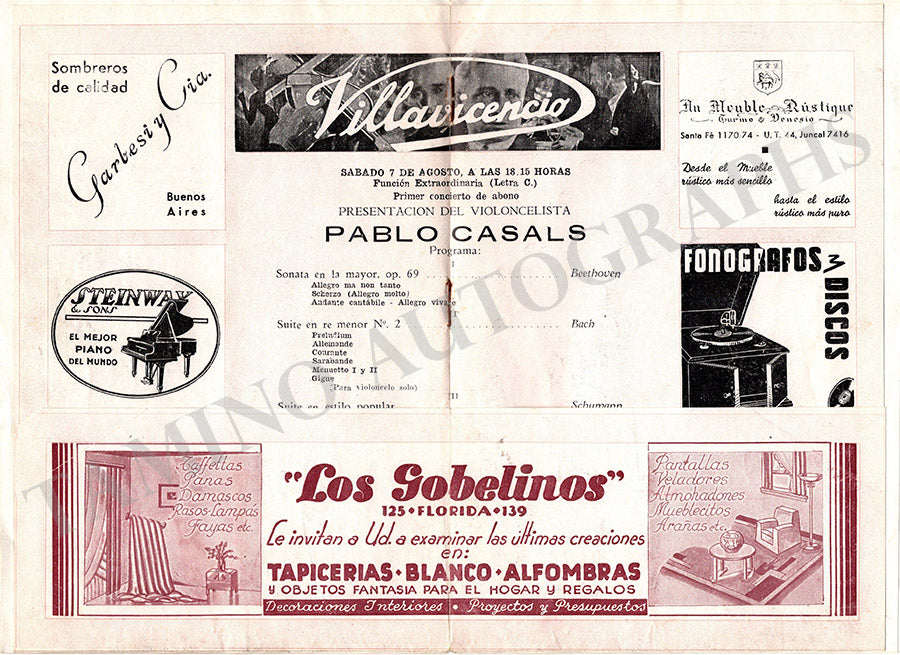 Sombreros
de calidad
Garbesi y Cia.
Buenos
Aires
Villavicencio
SABADO 7 DE AGOSTO, A LAS 18.15 HORAS
Función Extraordinaria (Letra C.)
Primer concierto de abono
PRESENTACION DEL VIOLONCELISTA
PABLO CASALS
Programa:
I
Sonata en la mayor, op. 69 Beethoven
Allegro ma non tanto
Scherzo (Allegro molto)
Andante cantábile - Allegro vivace
II
Suite en re menor Nº. 2 Bach
Preludium
Allemande
Courante
Sarabande
Menuetto I y II
Gigue
(Para violoncelo solo)
III
Suite en estilo popular Schumann
Au Meuble Rústique
Santa Fé 1170/74 - U. T. 44, Juncal 7416
Desde el Mueble
rústico más sencillo
hasta el estilo
rústico más puro
STEINWAY
& SONS
EL MEJOR
PIANO
DEL MUNDO
FONOGRAFOS
y
DISCOS
Taffettas
Panas
Damascos
Rasos-Lampás
Fayas etc.
"Los Gobelinos"
125 • FLORIDA • 139
Le invitan a Ud. a examinar las últimas creaciones
en:
TAPICERIAS • BLANCO • ALFOMBRAS
Y OBJETOS FANTASIA PARA EL HOGAR Y REGALOS
Decoraciones Interiores • Proyectos y Presupuestos
Pantallas
Veladores
Almohadones
Mueblecitos
Arañas etc.
TAMINO AUTOGRAPHS